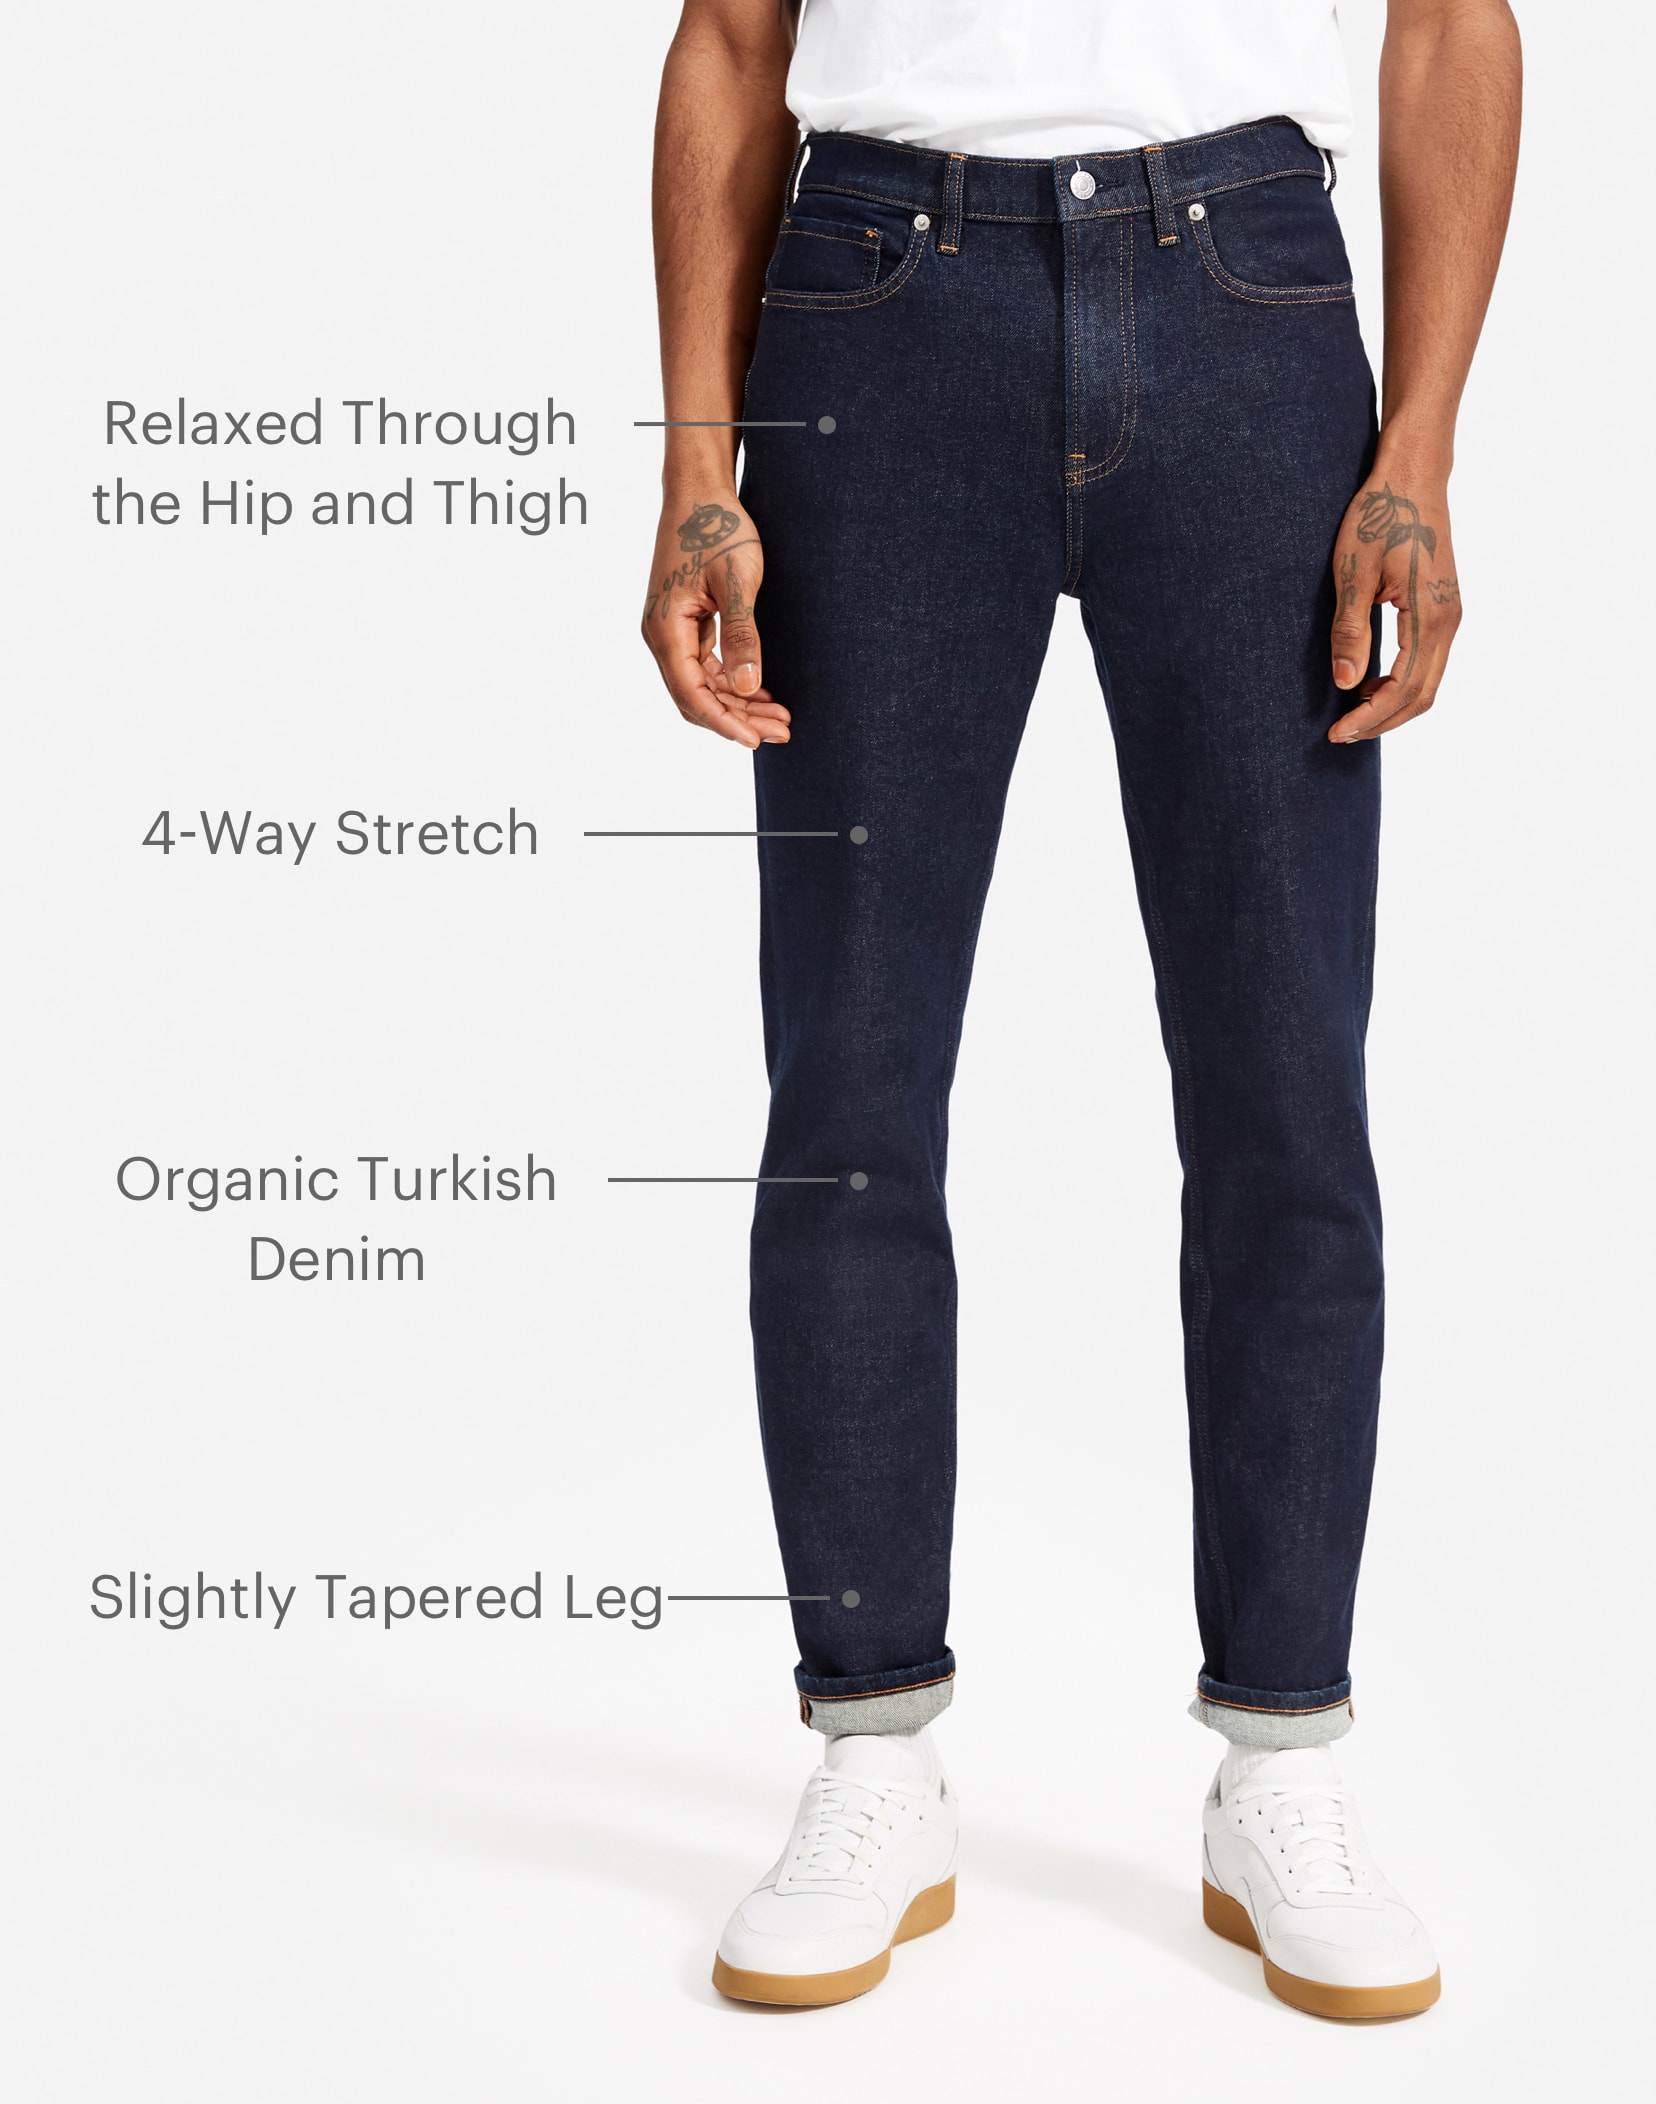 Relaxed Through
the Hip and Thigh
4-Way Stretch
Organic Turkish
Denim
Slightly Tapered Leg